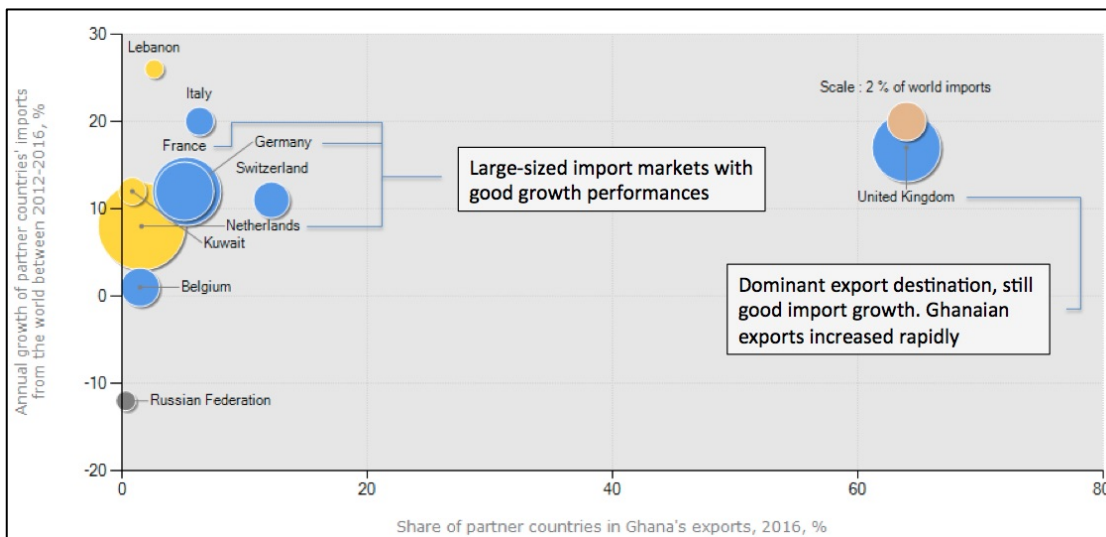 Annual growth of partner countries' imports
from the world between 2012-2016, %
30
20
10
0
-10
-20
Lebanon
Italy
France
Germany
Switzerland
Netherlands
Kuwait
Belgium
Russian Federation
Large-sized import markets with
good growth performances
Scale : 2 % of world imports
United Kingdom
Dominant export destination, still
good import growth. Ghanaian
exports increased rapidly
0
20
40
60
80
Share of partner countries in Ghana's exports, 2016, %